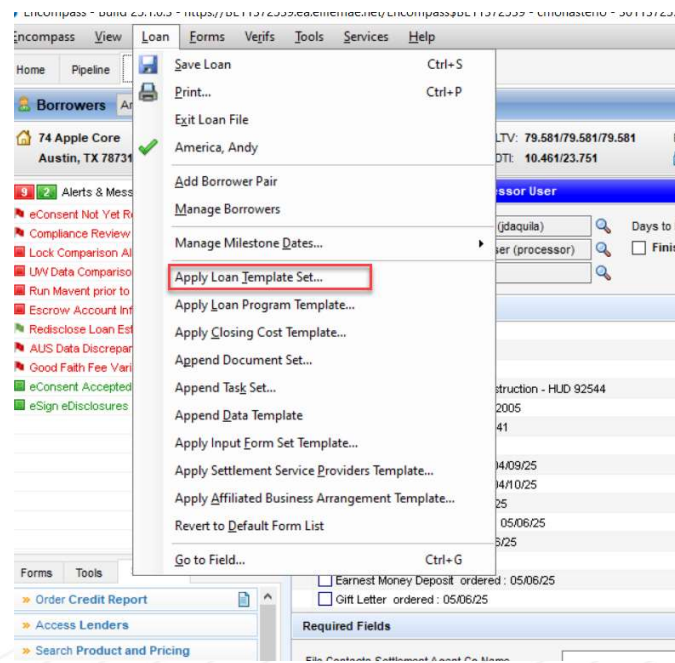 Encompass View Loan Forms Verifs Tools Services Help
Home Pipeline
Borrowers
74 Apple Core
Austin, TX 78731
LTV: 79.581/79.581/79.581
DTI: 10.461/23.751
9 2 Alerts & Mess
eConsent Not Yet Re
Compliance Review
Lock Comparison Al
UW Data Compariso
Run Mavent prior to
Escrow Account Inf
Redisclose Loan Est
AUS Data Discrepan
Good Faith Fee Vari
eConsent Accepted
eSign eDisclosures
Save Loan Ctrl+S
Print... Ctrl+P
Exit Loan File
America, Andy
Add Borrower Pair
Manage Borrowers
Manage Milestone Dates...
Apply Loan Template Set...
Apply Loan Program Template...
Apply Closing Cost Template...
Append Document Set...
Append Task Set...
Append Data Template
Apply Input Form Set Template...
Apply Settlement Service Providers Template...
Apply Affiliated Business Arrangement Template...
Revert to Default Form List
Go to Field... Ctrl+G
ssor User
(jdaquila) Days to
ser (processor) Finis
struction - HUD 92544
2005
41
04/09/25
04/10/25
25
05/06/25
6/25
Earnest Money Deposit ordered : 05/06/25
Gift Letter ordered : 05/06/25
Required Fields
File Contacts Settlement Agent Co Name
Forms Tools
» Order Credit Report
» Access Lenders
» Search Product and Pricing